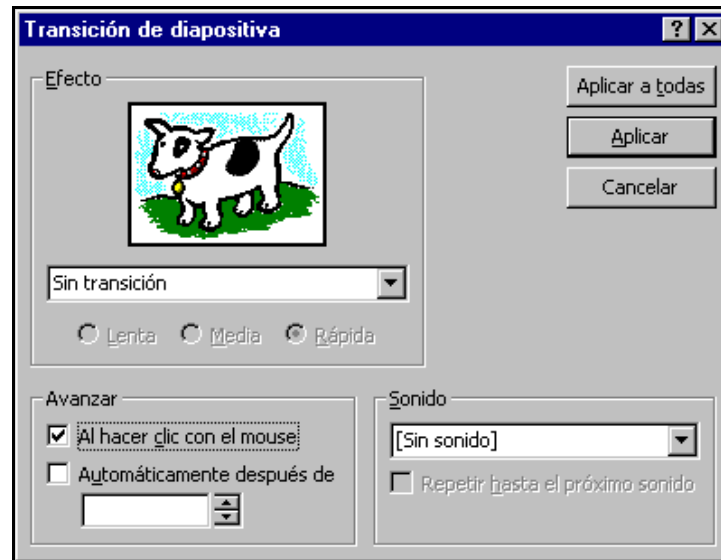 Transición de diapositiva
Efecto
Aplicar a todas
Aplicar
Cancelar
Sin transición
Lenta Media Rápida
Avanzar
Al hacer clic con el mouse
Automáticamente después de
Sonido
[Sin sonido]
Repetir hasta el próximo sonido